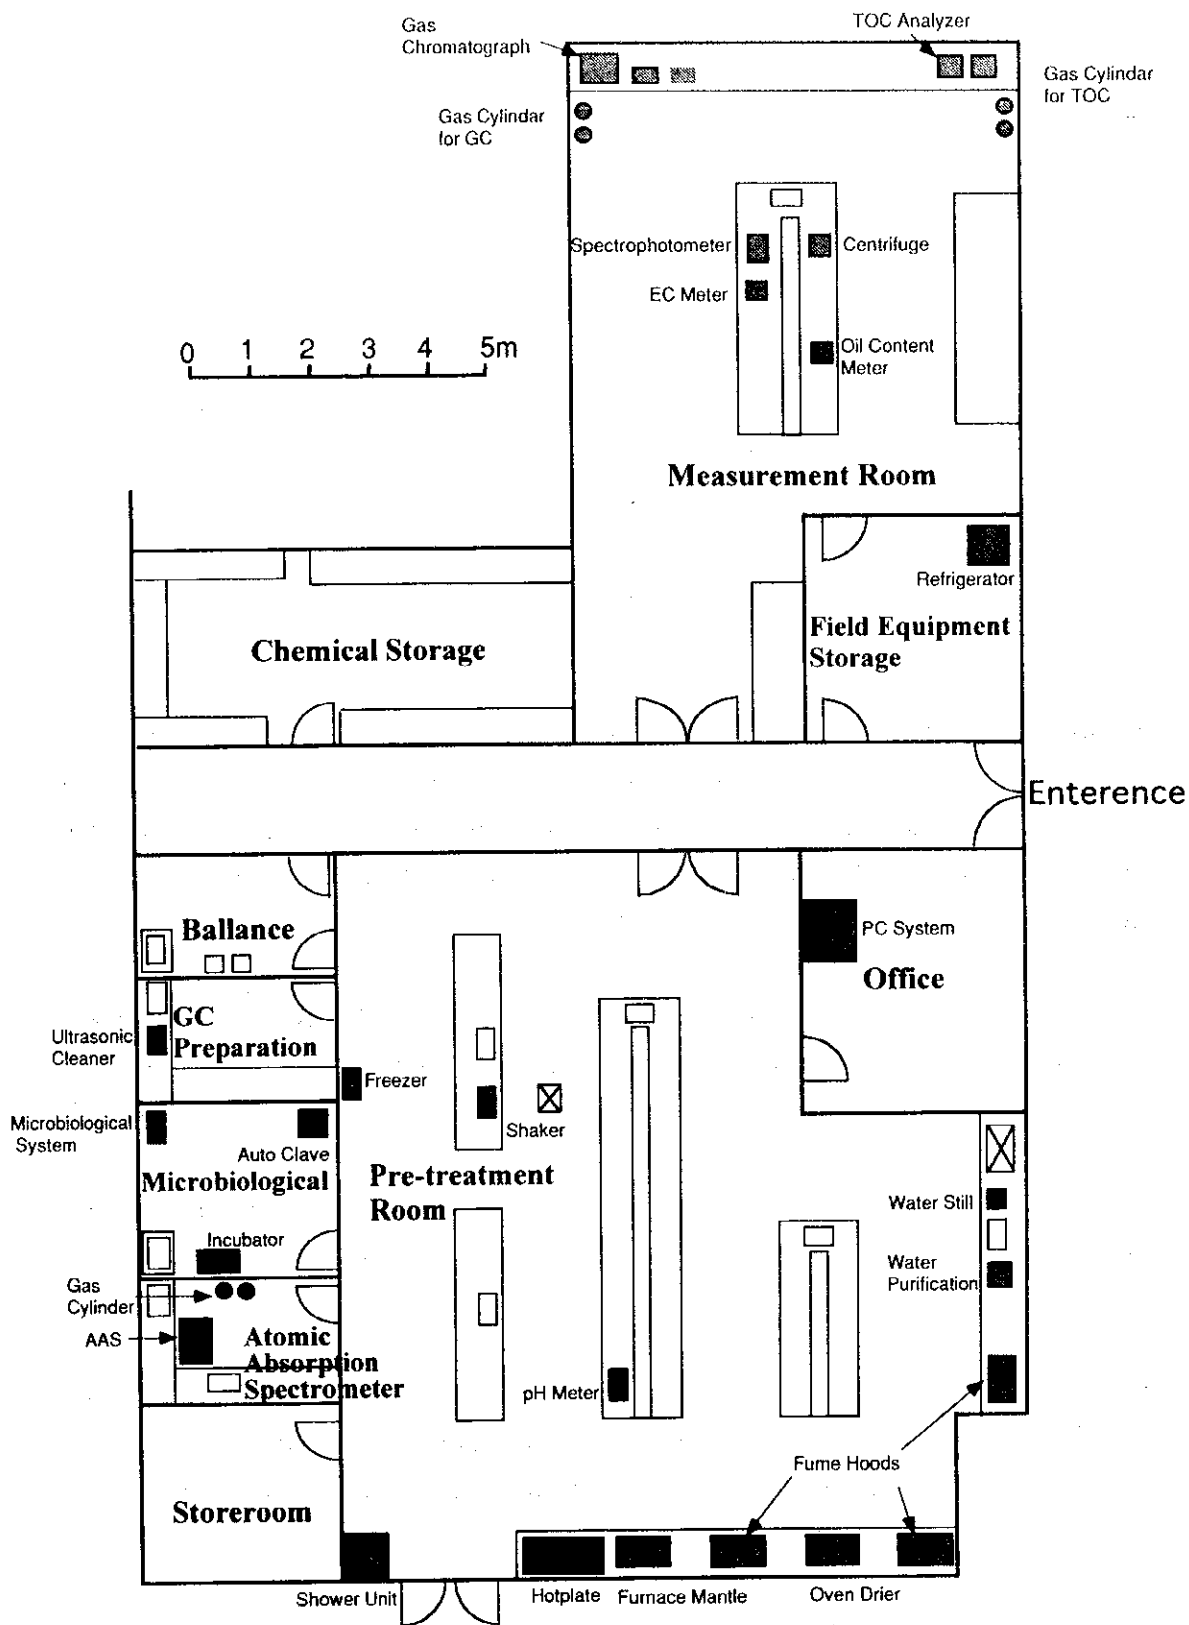 TOC Analyzer
Gas
Chromatograph
Gas Cylindar
for TOC
Gas Cylindar
for GC
Spectrophotometer
Centrifuge
EC Meter
Oil Content
Meter
0 1 2 3 4 5m
Measurement Room
Refrigerator
Field Equipment
Storage
Chemical Storage
Enterence
Ballance
PC System
Office
GC
Preparation
Ultrasonic
Cleaner
Freezer
Shaker
Microbiological
System
Auto Clave
Microbiological
Pre-treatment
Room
Water Still
Incubator
Water
Purification
Gas
Cylinder
AAS
Atomic
Absorption
Spectrometer
pH Meter
Fume Hoods
Storeroom
Shower Unit
Hotplate
Furnace Mantle
Oven Drier